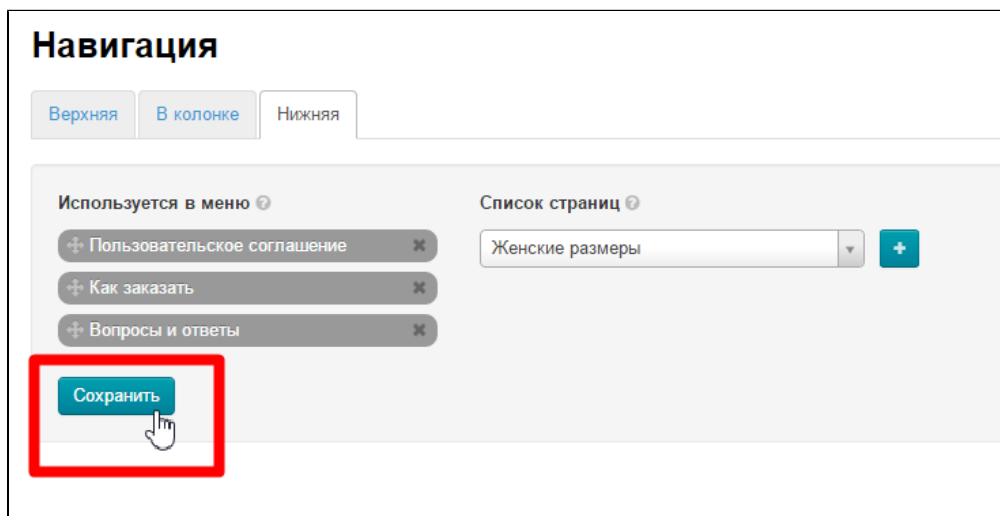 Навигация
Верхняя В колонке Нижняя
Используется в меню Список страниц
Пользовательское соглашение Женские размеры
Как заказать
Вопросы и ответы
Сохранить